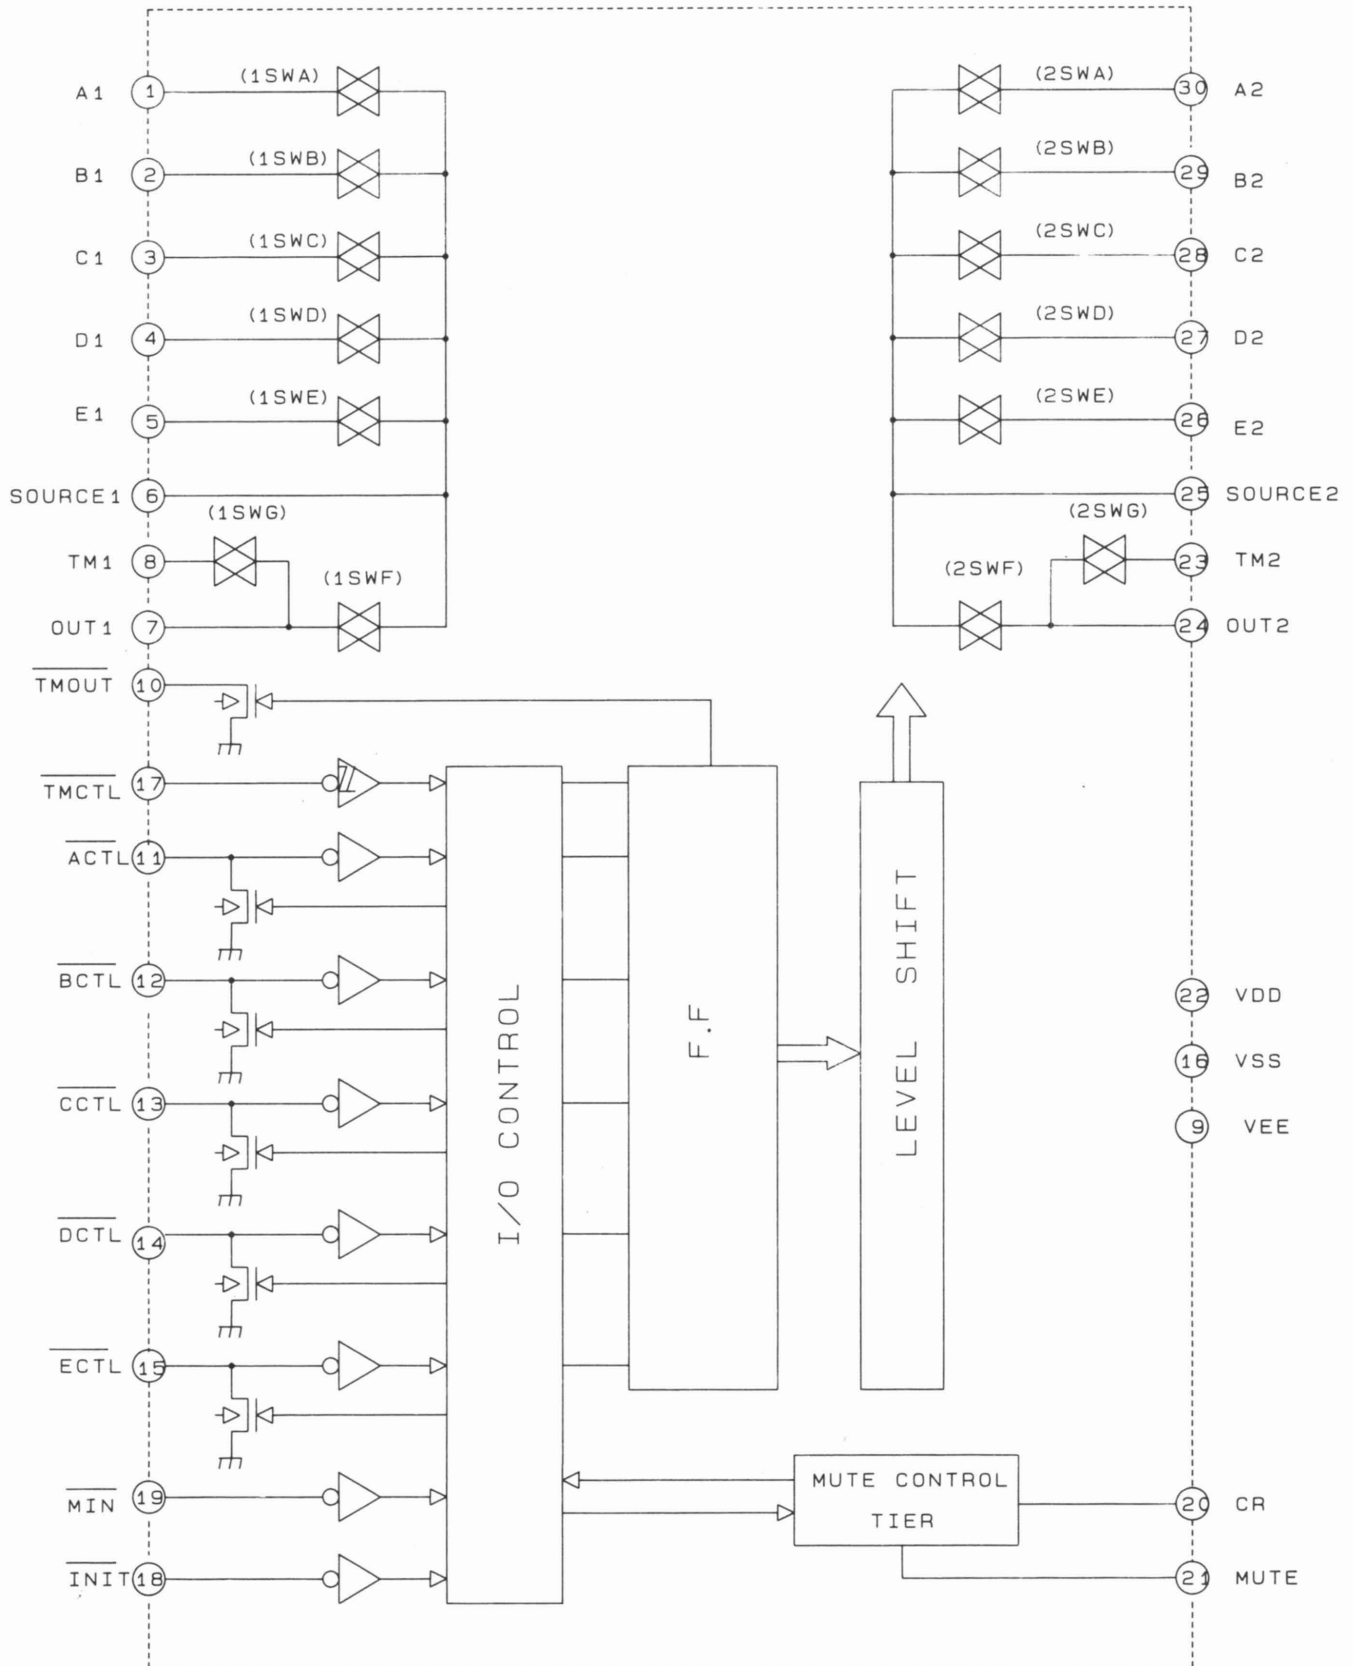 A1 1 (1SWA) (2SWA) 30 A2
B1 2 (1SWB) (2SWB) 29 B2
C1 3 (1SWC) (2SWC) 28 C2
D1 4 (1SWD) (2SWD) 27 D2
E1 5 (1SWE) (2SWE) 26 E2
SOURCE1 6 25 SOURCE2
(1SWG) (2SWG)
TM1 8 23 TM2
(1SWF) (2SWF)
OUT1 7 24 OUT2
TMOUT 10
TMCTL 17
ACTL 11
BCTL 12
CCTL 13
DCTL 14
ECTL 15
MIN 19
INIT 18
I/O CONTROL
F.F
LEVEL SHIFT
22 VDD
16 VSS
9 VEE
MUTE CONTROL
TIER
20 CR
21 MUTE